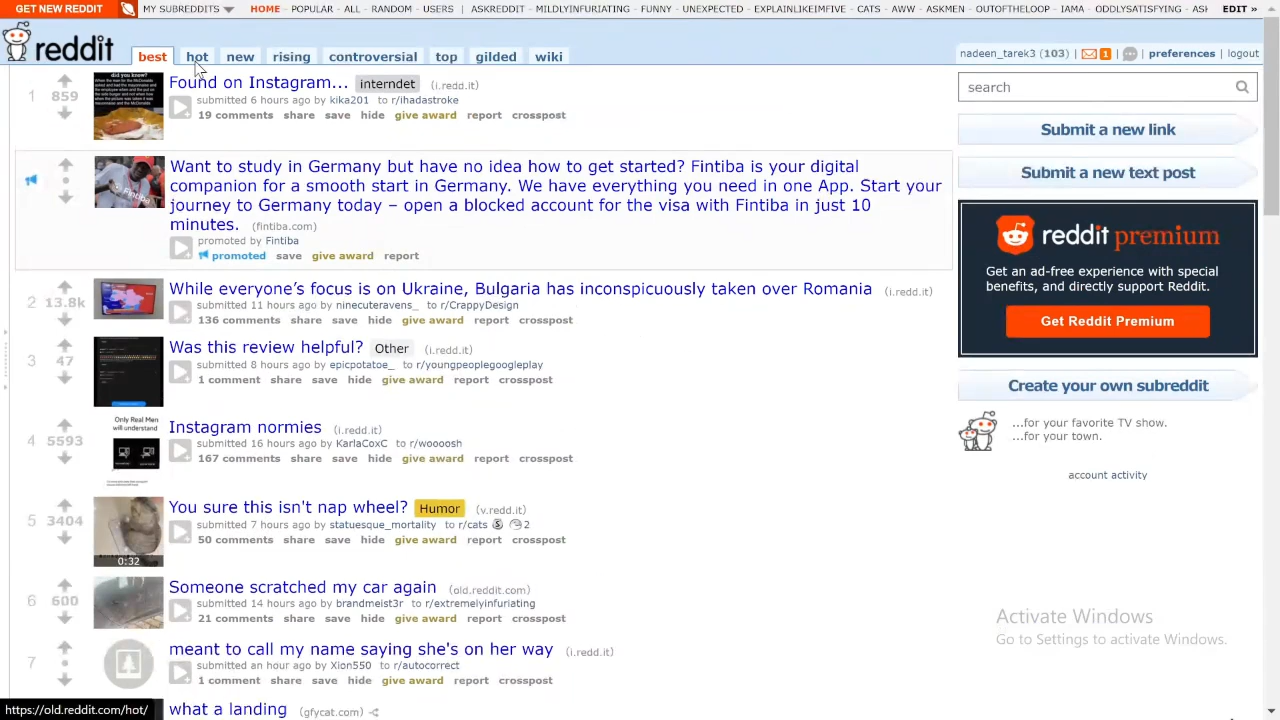 GET NEW REDDIT MY SUBREDDITS HOME - POPULAR - ALL - RANDOM - USERS | ASKREDDIT - MILDLYINFURIATING - FUNNY - UNEXPECTED - EXPLAINLIKEIMFIVE - CATS - AWW - ASKMEN - OUTOFTHELOOP - IAMA - ODDLYSATISFYING - EDIT »
reddit best hot new rising controversial top gilded wiki
nadeen_tarek3 (103) | 1 | | preferences | logout
did you know?
1 859 Found on Instagram... (i.redd.it)
submitted 6 to r/ihadastroke
19 comments share save hide give award report crosspost
Want to study in Germany but have no idea how to get started? Fintiba is your digital
companion for a smooth start in Germany. We have everything you need in one App. Start your
journey to Germany today – open a blocked account for the visa with Fintiba in just 10
minutes. (fintiba.com)
promoted by Fintiba
promoted save give award report
Fintiba
2 13.8k While everyone’s focus is on Ukraine, Bulgaria has inconspicuously taken over Romania (i.redd.it)
submitted 11 hours ago by ninecuteravens_ to r/CrappyDesign
136 comments share save hide give award report crosspost
3 47 Was this review helpful? other (i.redd.it)
submitted 8 hours ago by to r/youngpeoplegoogleplay
1 comment share save hide give award report crosspost
Only Real Men
will understand
4 5593 Instagram normies (i.redd.it)
submitted 16 hours ago by KarlaCoxC to r/woooosh
167 comments share save hide give award report crosspost
5 3404 You sure this isn't nap wheel? Humor (v.redd.it)
submitted 7 hours ago by statuesque_mortality to r/cats 2
50 comments share save hide give award report crosspost
0:32
6 600 Someone scratched my car again (old.reddit.com)
submitted 14 hours ago by brandmeist3r to r/extremelyinfuriating
21 comments share save hide give award report crosspost
7 • meant to call my name saying she's on her way (i.redd.it)
submitted an hour ago by Xion550 to r/autocorrect
1 comment share save hide give award report crosspost
what a landing (gfycat.com)
https://old.reddit.com/hot/
search
Submit a new link
Submit a new text post
reddit premium
Get an ad-free experience with special
benefits, and directly support Reddit.
Get Reddit Premium
Create your own subreddit
...for your favorite TV show.
...for your town.
account activity
Activate Windows
Go to Settings to activate Windows.